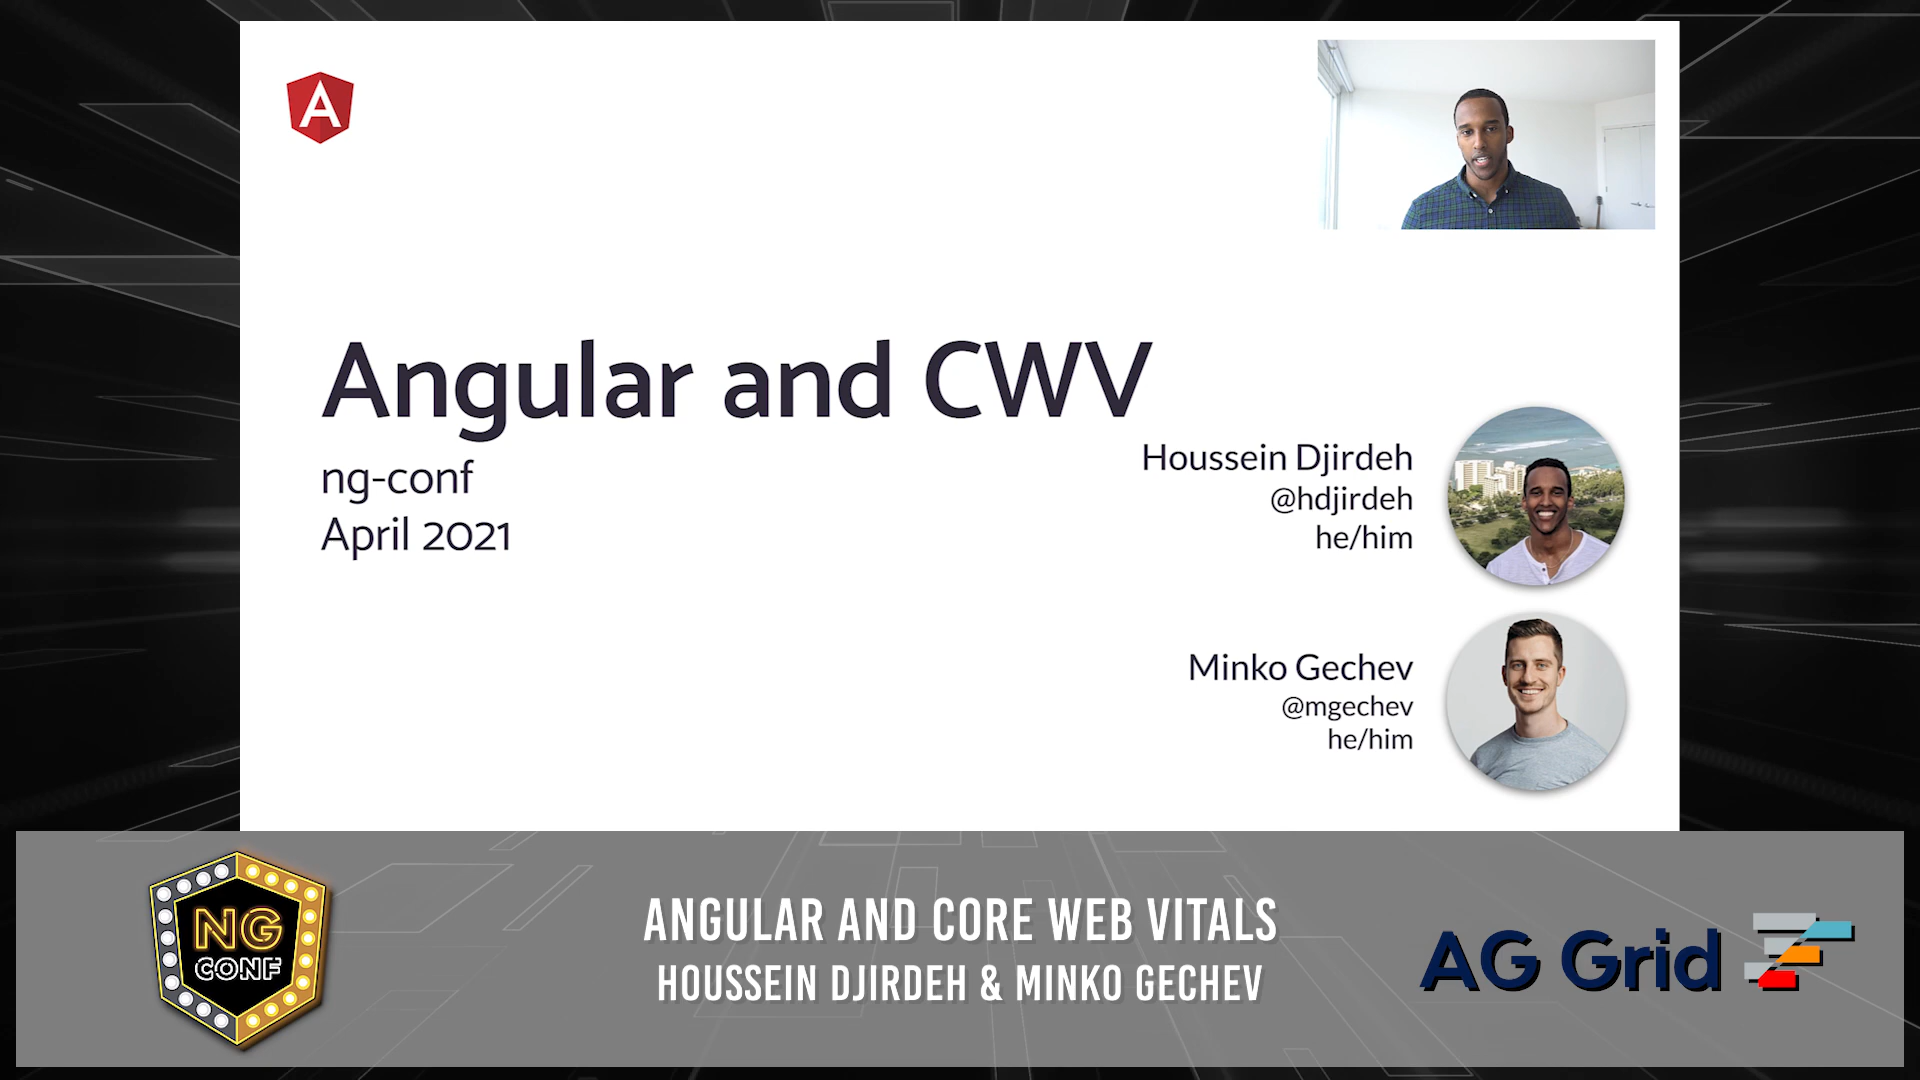 A
Angular and CWV
ng-conf
April 2021
Houssein Djirdeh
@hdjirdeh
he/him
Minko Gechev
@mgechev
he/him
NG
CONF
ANGULAR AND CORE WEB VITALS
HOUSSEIN DJIRDEH & MINKO GECHEV
AG Grid